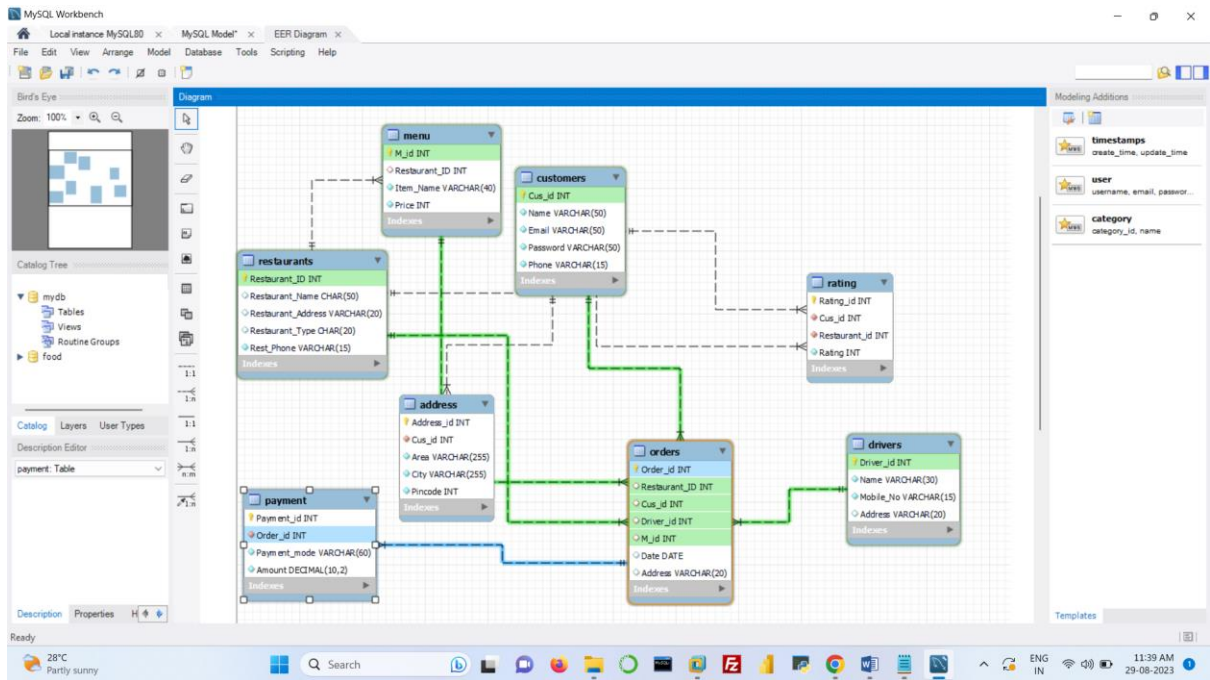 MySQL Workbench
Local instance MySQL80 × MySQL Model* × EER Diagram ×
File Edit View Arrange Model Database Tools Scripting Help
Bird's Eye
Zoom: 100%
Diagram
Modeling Additions
timestamps
create_time, update_time
user
username, email, passwor...
category
category_id, name
menu
M_id INT
Restaurant_ID INT
Item_Name VARCHAR(40)
Price INT
Indexes
customers
Cus_id INT
Name VARCHAR(50)
Email VARCHAR(50)
Password VARCHAR(50)
Phone VARCHAR(15)
Indexes
restaurants
Restaurant_ID INT
Restaurant_Name CHAR(50)
Restaurant_Address VARCHAR(20)
Restaurant_Type CHAR(20)
Rest_Phone VARCHAR(15)
Indexes
rating
Rating_id INT
Cus_id INT
Restaurant_id INT
Rating INT
Indexes
Catalog Tree
mydb
Tables
Views
Routine Groups
food
1:1
1:n
1:1
1:n
n:m
1:n
Catalog Layers User Types
Description Editor
payment: Table
address
Address_id INT
Cus_id INT
Area VARCHAR(255)
City VARCHAR(255)
Pincode INT
Indexes
orders
Order_id INT
Restaurant_ID INT
Cus_id INT
Driver_id INT
M_id INT
Date DATE
Address VARCHAR(20)
Indexes
drivers
Driver_id INT
Name VARCHAR(30)
Mobile_No VARCHAR(15)
Address VARCHAR(20)
Indexes
payment
Payment_id INT
Order_id INT
Payment_mode VARCHAR(60)
Amount DECIMAL(10,2)
Indexes
Description Properties H
Templates
Ready
28°C
Partly sunny
Search
ENG
IN
11:39 AM
29-08-2023
1